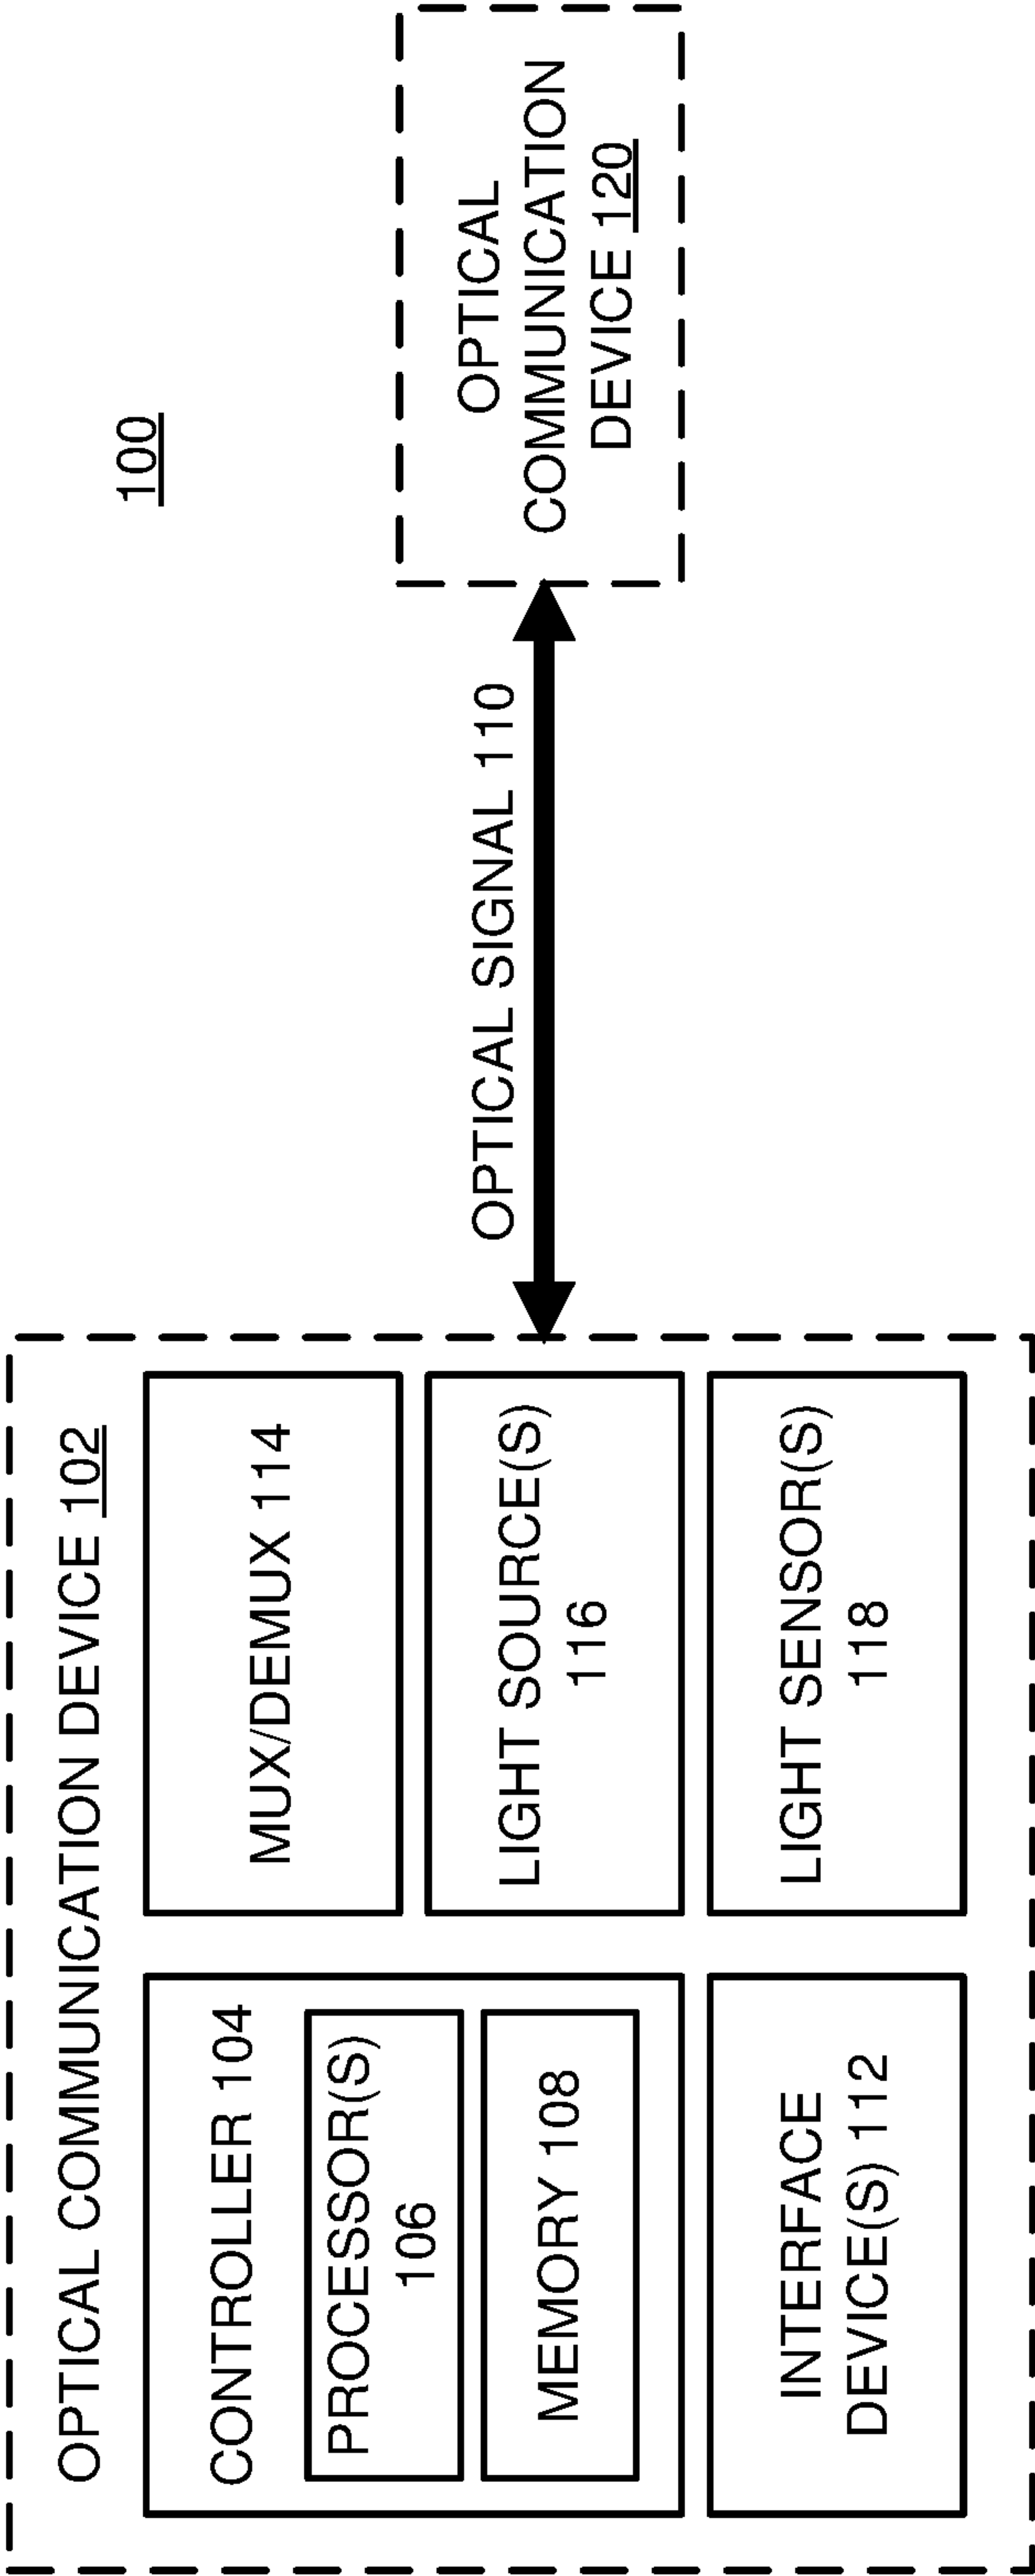 100
OPTICAL COMMUNICATION DEVICE 102
CONTROLLER 104
PROCESSOR(S)
106
MEMORY 108
INTERFACE
DEVICE(S) 112
MUX/DEMUX 114
LIGHT SOURCE(S)
116
LIGHT SENSOR(S)
118
OPTICAL SIGNAL 110
OPTICAL
COMMUNICATION
DEVICE 120